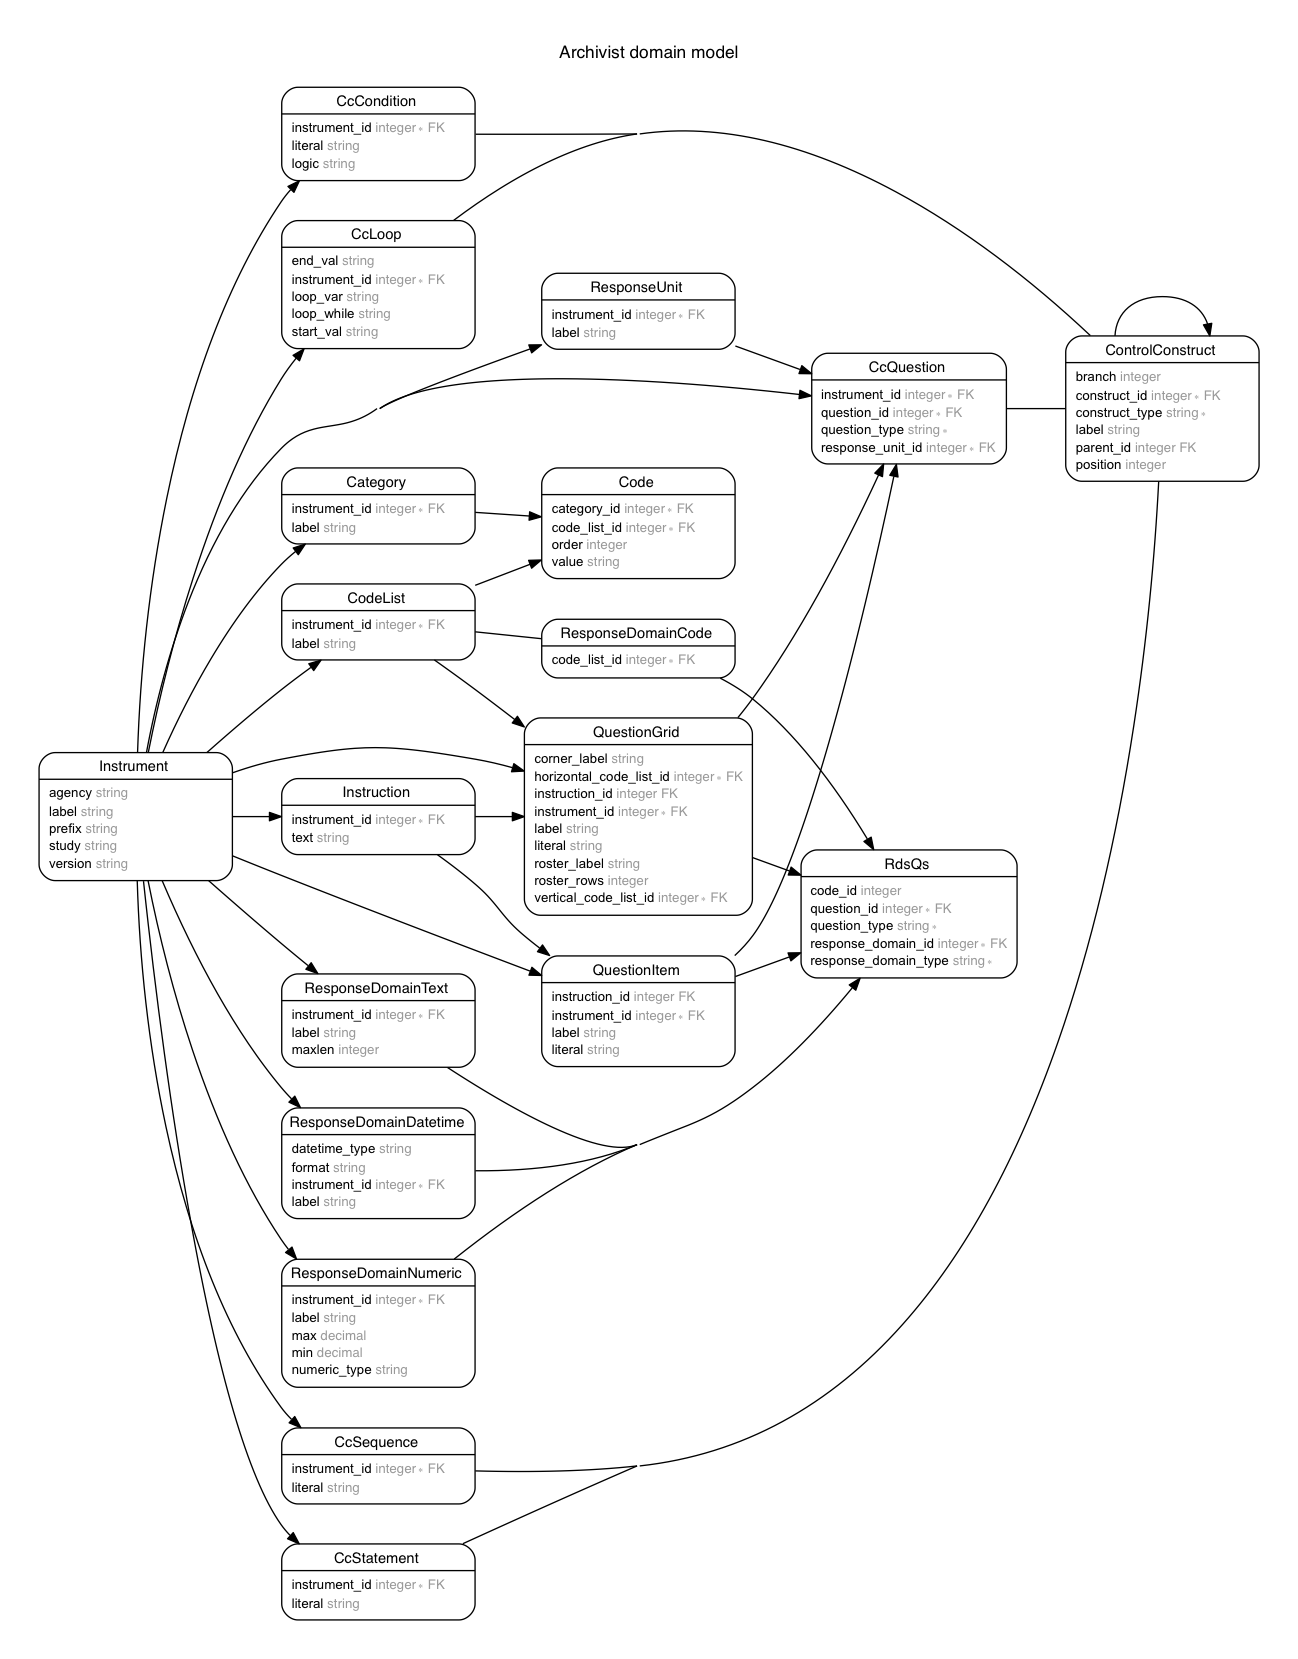 Archivist domain model
CcCondition
instrument_id integer ∗ FK
literal string
logic string
CcLoop
end_val string
instrument_id integer ∗ FK
loop_var string
loop_while string
start_val string
ResponseUnit
instrument_id integer ∗ FK
label string
CcQuestion
instrument_id integer ∗ FK
question_id integer ∗ FK
question_type string ∗
response_unit_id integer ∗ FK
ControlConstruct
branch integer
construct_id integer ∗ FK
construct_type string ∗
label string
parent_id integer FK
position integer
Category
instrument_id integer ∗ FK
label string
Code
category_id integer ∗ FK
code_list_id integer ∗ FK
order integer
value string
CodeList
instrument_id integer ∗ FK
label string
ResponseDomainCode
code_list_id integer ∗ FK
QuestionGrid
corner_label string
horizontal_code_list_id integer ∗ FK
instruction_id integer FK
instrument_id integer ∗ FK
label string
literal string
roster_label string
roster_rows integer
vertical_code_list_id integer ∗ FK
Instrument
agency string
label string
prefix string
study string
version string
Instruction
instrument_id integer ∗ FK
text string
RdsQs
code_id integer
question_id integer ∗ FK
question_type string ∗
response_domain_id integer ∗ FK
response_domain_type string ∗
QuestionItem
instruction_id integer FK
instrument_id integer ∗ FK
label string
literal string
ResponseDomainText
instrument_id integer ∗ FK
label string
maxlen integer
ResponseDomainDatetime
datetime_type string
format string
instrument_id integer ∗ FK
label string
ResponseDomainNumeric
instrument_id integer ∗ FK
label string
max decimal
min decimal
numeric_type string
CcSequence
instrument_id integer ∗ FK
literal string
CcStatement
instrument_id integer ∗ FK
literal string